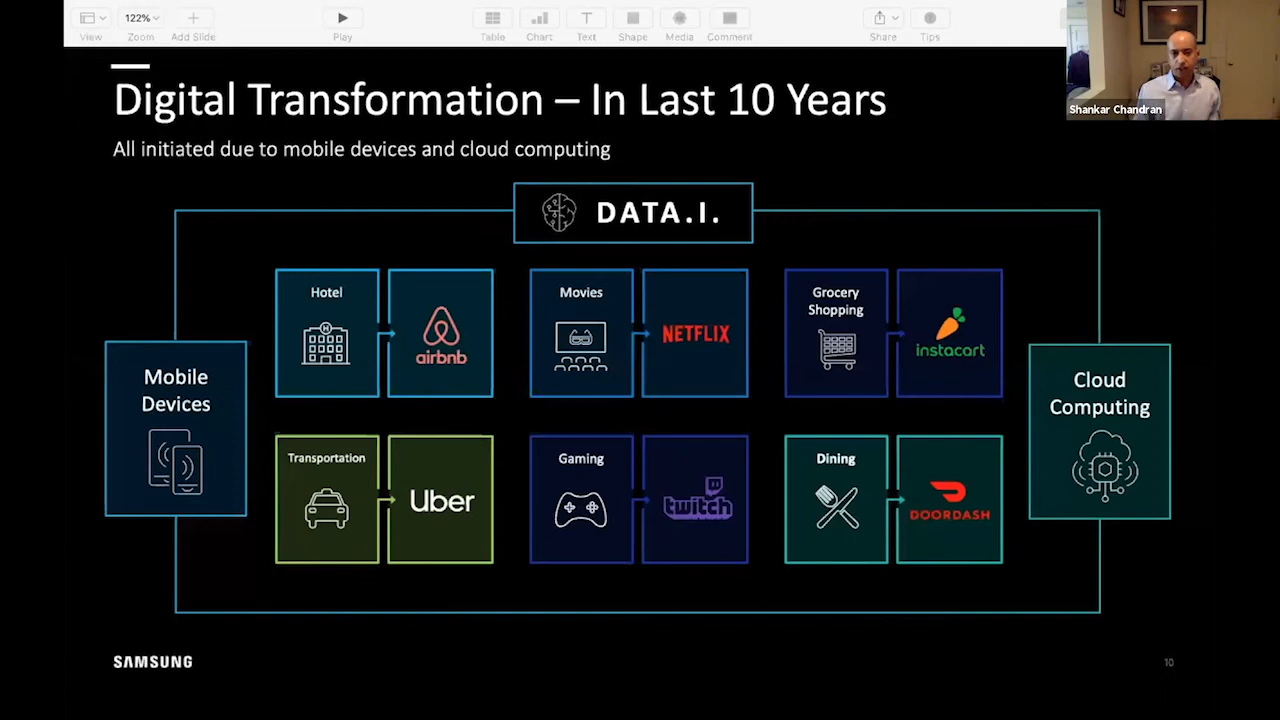 122%
View
Zoom
Add Slide
Play
Table
Chart
Text
Shape
Media
Comment
Share
Tips
Shankar Chandran
Digital Transformation – In Last 10 Years
All initiated due to mobile devices and cloud computing
DATA.I.
Hotel
airbnb
Movies
NETFLIX
Grocery
Shopping
instacart
Mobile
Devices
Cloud
Computing
Transportation
Uber
Gaming
twitch
Dining
DOORDASH
SAMSUNG
10